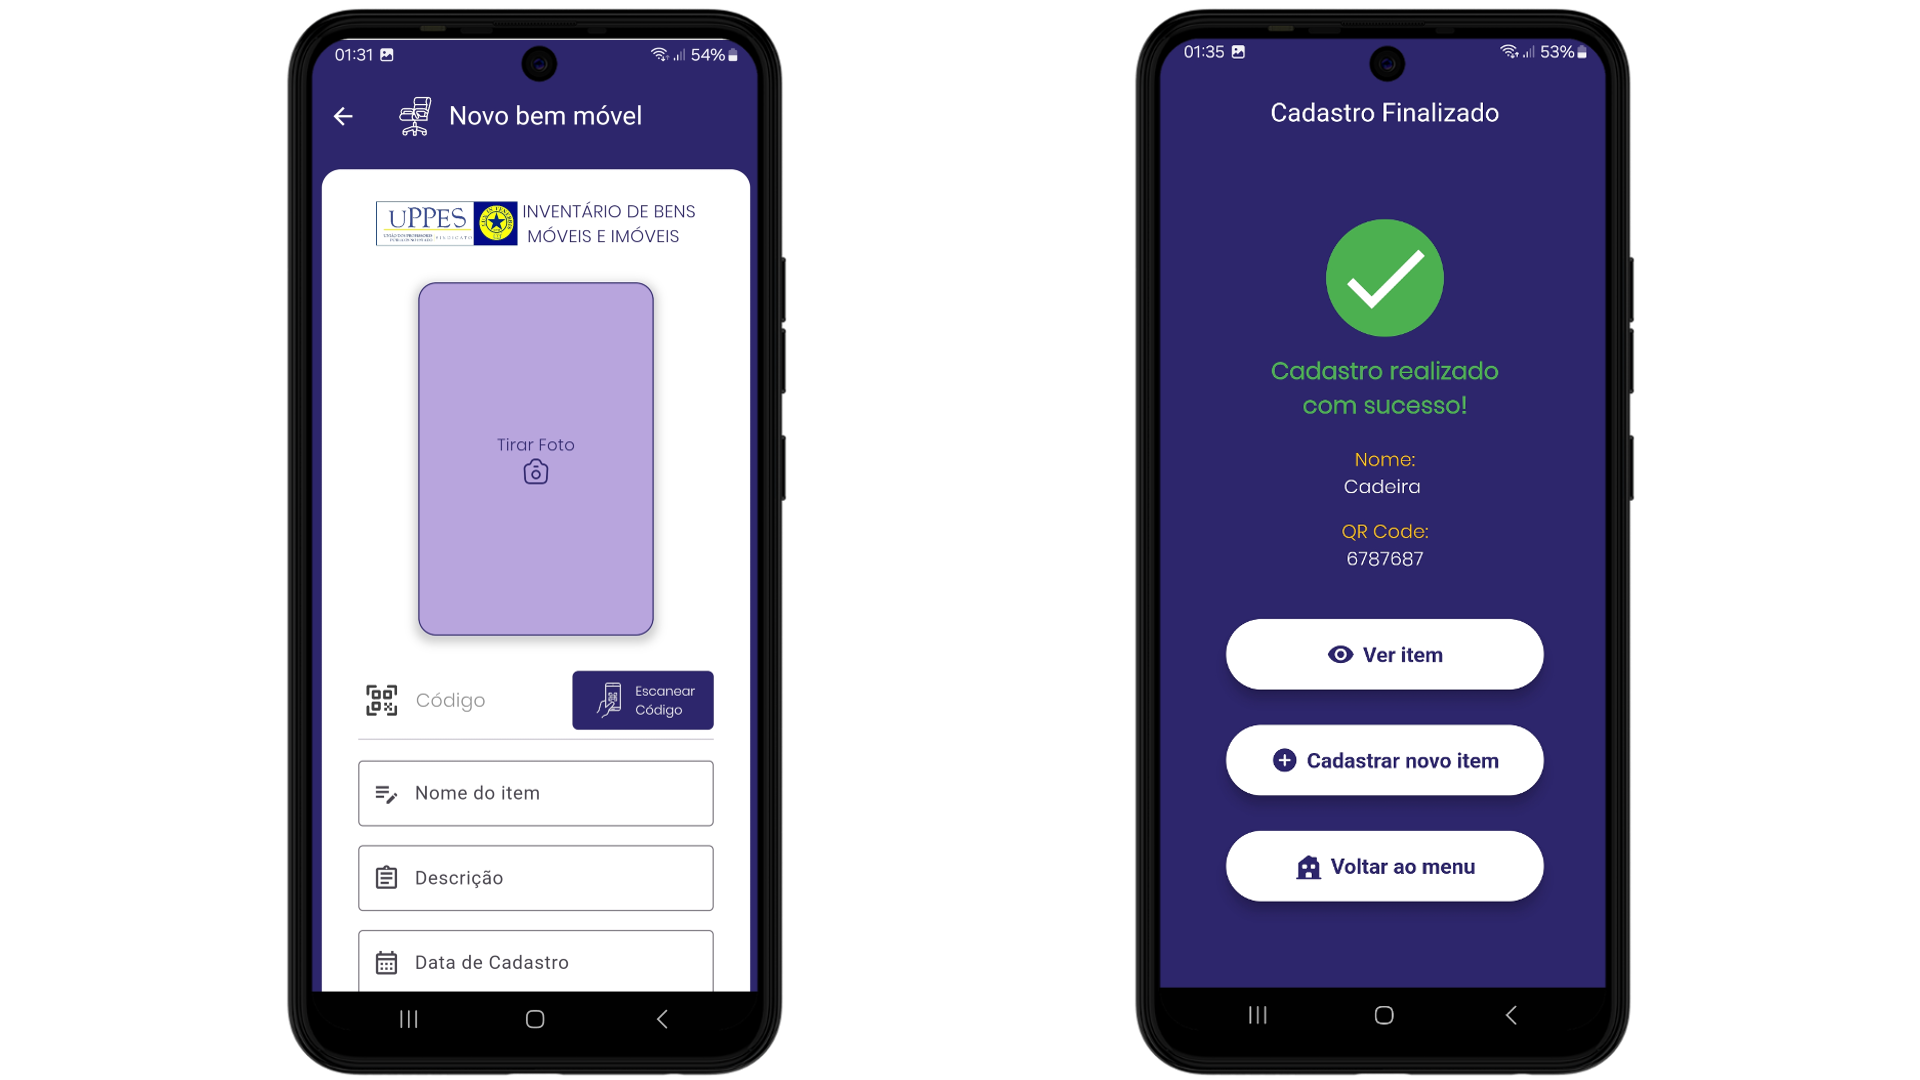 01:31
54%
Novo bem móvel
UPPES
SINDICATO
INVENTÁRIO DE BENS
MÓVEIS E IMÓVEIS
Tirar Foto
Código
Escanear
Código
Nome do item
Descrição
Data de Cadastro
01:35
53%
Cadastro Finalizado
Cadastro realizado
com sucesso!
Nome:
Cadeira
QR Code:
6787687
Ver item
Cadastrar novo item
Voltar ao menu